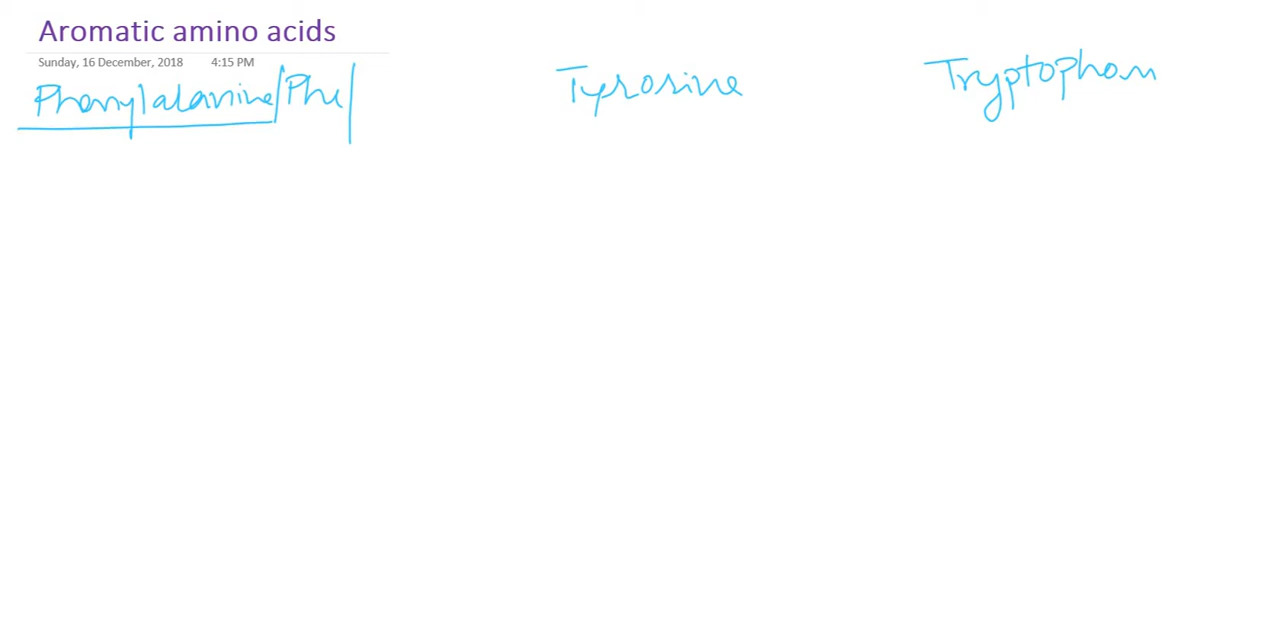 Aromatic amino acids
Sunday, 16 December, 2018 4:15 PM
Phenylalanine/Phe/
Tyrosine
Tryptophan